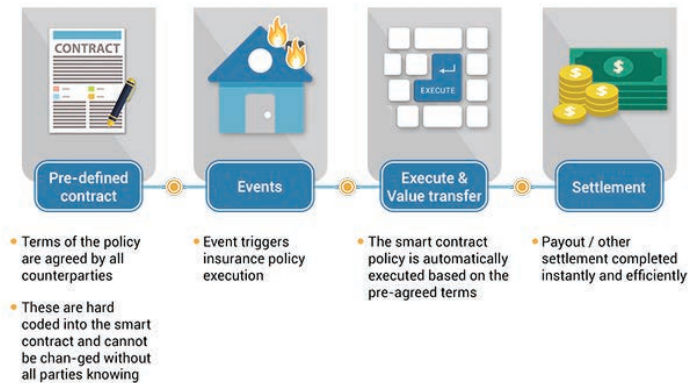 CONTRACT
EXECUTE
$
$
$
$
Pre-defined
contract
Events
Execute &
Value transfer
Settlement
• Terms of the policy
are agreed by all
counterparties
• These are hard
coded into the smart
contract and cannot
be chan-ged without
all parties knowing
• Event triggers
insurance policy
execution
• The smart contract
policy is automatically
executed based on the
pre-agreed terms
• Payout / other
settlement completed
instantly and efficiently